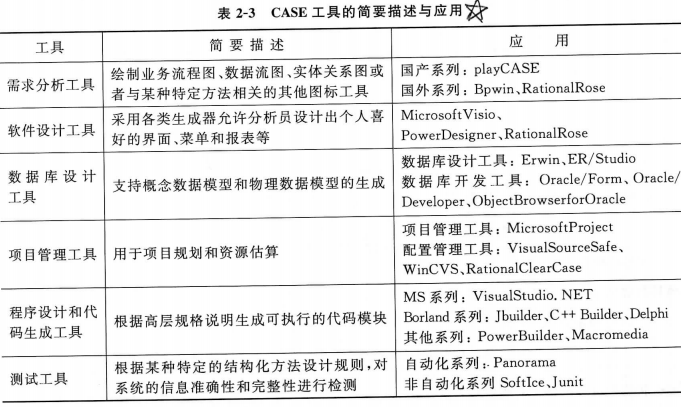 表 2-3 CASE 工具的简要描述与应用
工具 简要描述 应用
需求分析工具
绘制业务流程图、数据流图、实体关系图或
者与某种特定方法相关的其他图标工具
国产系列：playCASE
国外系列：Bpwin、RationalRose
软件设计工具
采用各类生成器允许分析员设计出个人喜
好的界面、菜单和报表等
MicrosoftVisio、
PowerDesigner、RationalRose
数据库设计
工具
支持概念数据模型和物理数据模型的生成
数据库设计工具：Erwin、ER/Studio
数据库开发工具：Oracle/Form、Oracle/
Developer、ObjectBrowserforOracle
项目管理工具
用于项目规划和资源估算
项目管理工具：MicrosoftProject
配置管理工具：VisualSourceSafe、
WinCVS、RationalClearCase
程序设计和代
码生成工具
根据高层规格说明生成可执行的代码模块
MS 系列：VisualStudio.NET
Borland 系列：Jbuilder、C++ Builder、Delphi
其他系列：PowerBuilder、Macromedia
测试工具
根据某种特定的结构化方法设计规则，对
系统的信息准确性和完整性进行检测
自动化系列：Panorama
非自动化系列 SoftIce、Junit